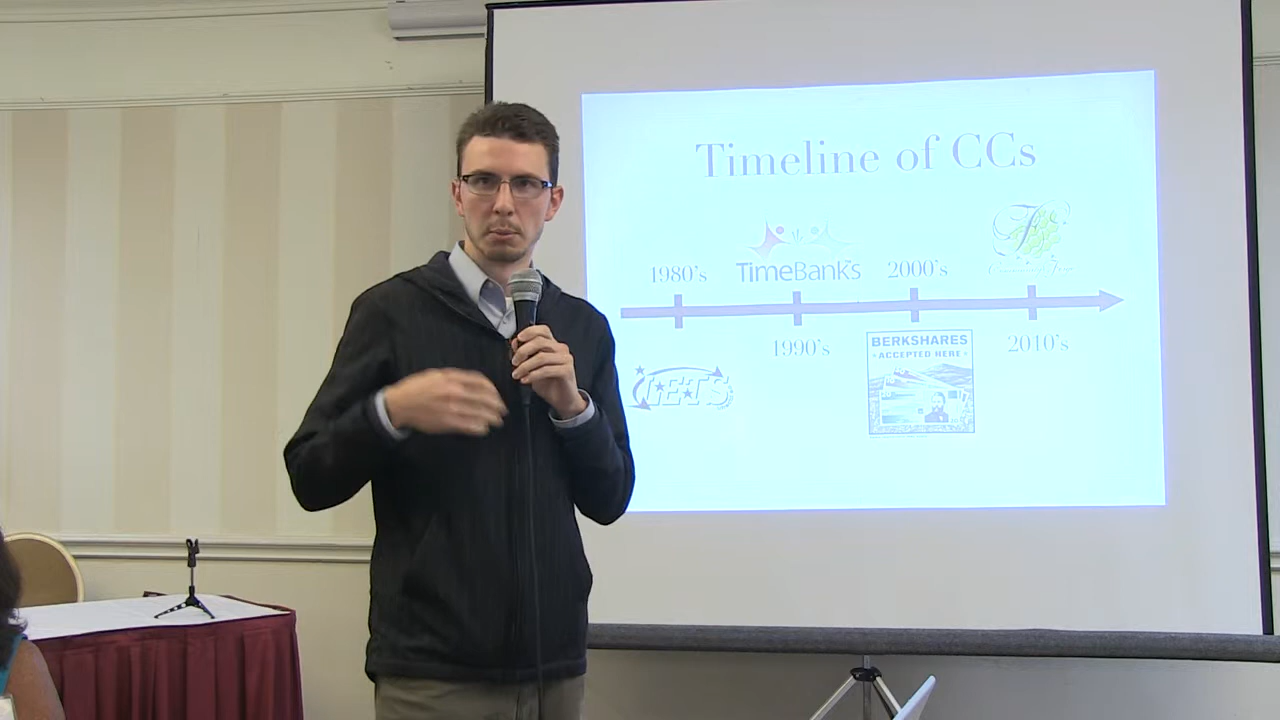 Timeline of CCs
1980's
TimeBanks
2000's
1990's
2010's
LETS
BERKSHARES
ACCEPTED HERE